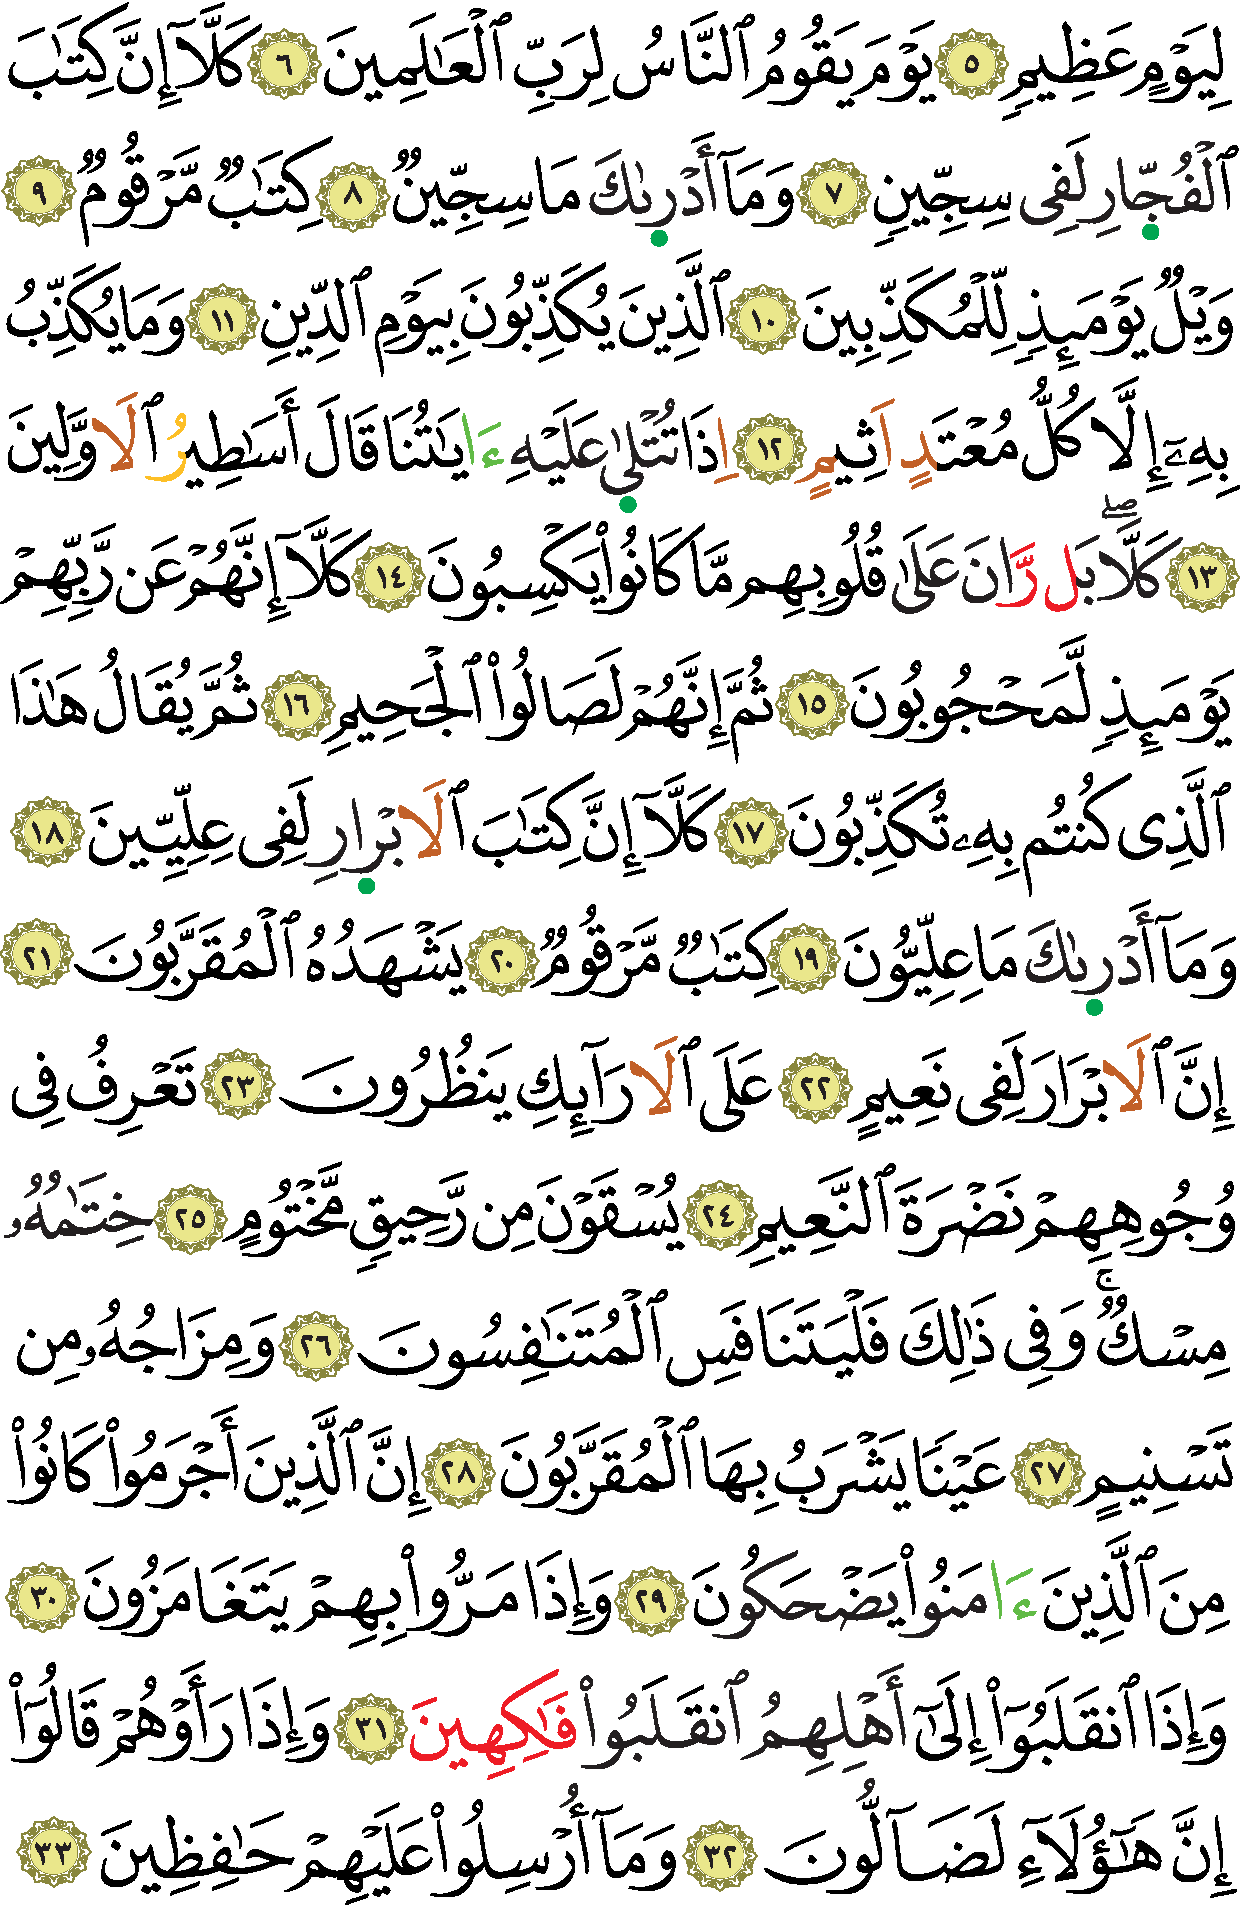 لِيَوْمٍ عَظِيمٍ ٥ يَوْمَ يَقُومُ ٱلنَّاسُ لِرَبِّ ٱلْعَٰلَمِينَ ٦ كَلَّآ إِنَّ كِتَٰبَ
ٱلْفُجِّارِ لَفِى سِجِّينٍ ٧ وَمَآ أَدْرِىٰكَ مَا سِجِّينٌ ٨ كِتَٰبٌ مَّرْقُومٌ ٩
وَيْلٌ يَوْمَئِذٍ لِّلْمُكَذِّبِينَ ١٠ ٱلَّذِينَ يُكَذِّبُونَ بِيَوْمِ ٱلدِّينِ ١١ وَمَا يُكَذِّبُ
بِهِۦٓ إِلَّا كُلُّ مُعْتَدٍ اَثِيمٍ ١٢ اِذَا تُتْلِىٰ عَلَيْهِ ءَايَٰتُنَا قَالَ أَسَٰطِيرُ ٱلَاوَّلِينَ
١٣ كَلَّاۖ بَل رَّانَ عَلَىٰ قُلُوبِهِم مَّا كَانُوا۟ يَكْسِبُونَ ١٤ كَلَّآ إِنَّهُمْ عَن رَّبِّهِمْ
يَوْمَئِذٍ لَّمَحْجُوبُونَ ١٥ ثُمَّ إِنَّهُمْ لَصَالُوا۟ ٱلْجَحِيمِ ١٦ ثُمَّ يُقَالُ هَٰذَا
ٱلَّذِى كُنتُم بِهِۦ تُكَذِّبُونَ ١٧ كَلَّآ إِنَّ كِتَٰبَ ٱلَابْرِارِ لَفِى عِلِّيِّينَ ١٨
وَمَآ أَدْرِىٰكَ مَا عِلِّيُّونَ ١٩ كِتَٰبٌ مَّرْقُومٌ ٢٠ يَشْهَدُهُ ٱلْمُقَرَّبُونَ ٢١
إِنَّ ٱلَابْرَارَ لَفِى نَعِيمٍ ٢٢ عَلَى ٱلَارَآئِكِ يَنظُرُونَ ٢٣ تَعْرِفُ فِى
وُجُوهِهِمْ نَضْرَةَ ٱلنَّعِيمِ ٢٤ يُسْقَوْنَ مِن رَّحِيقٍ مَّخْتُومٍ ٢٥ خِتَٰمُهُۥ
مِسْكٌۚ وَفِى ذَٰلِكَ فَلْيَتَنَافَسِ ٱلْمُتَنَٰفِسُونَ ٢٦ وَمِزَاجُهُۥ مِن
تَسْنِيمٍ ٢٧ عَيْنًا يَشْرَبُ بِهَا ٱلْمُقَرَّبُونَ ٢٨ إِنَّ ٱلَّذِينَ أَجْرَمُوا۟ كَانُوا۟
مِنَ ٱلَّذِينَ ءَامَنُوا۟ يَضْحَكُونَ ٢٩ وَإِذَا مَرُّوا۟ بِهِمْ يَتَغَامَزُونَ ٣٠
وَإِذَا ٱنقَلَبُوٓا۟ إِلَىٰٓ أَهْلِهِمُ ٱنقَلَبُوا۟ فَٰكِهِينَ ٣١ وَإِذَا رَأَوْهُمْ قَالُوٓا۟
إِنَّ هَٰٓؤُلَآءِ لَضَآلُّونَ ٣٢ وَمَآ أُرْسِلُوا۟ عَلَيْهِمْ حَٰفِظِينَ ٣٣